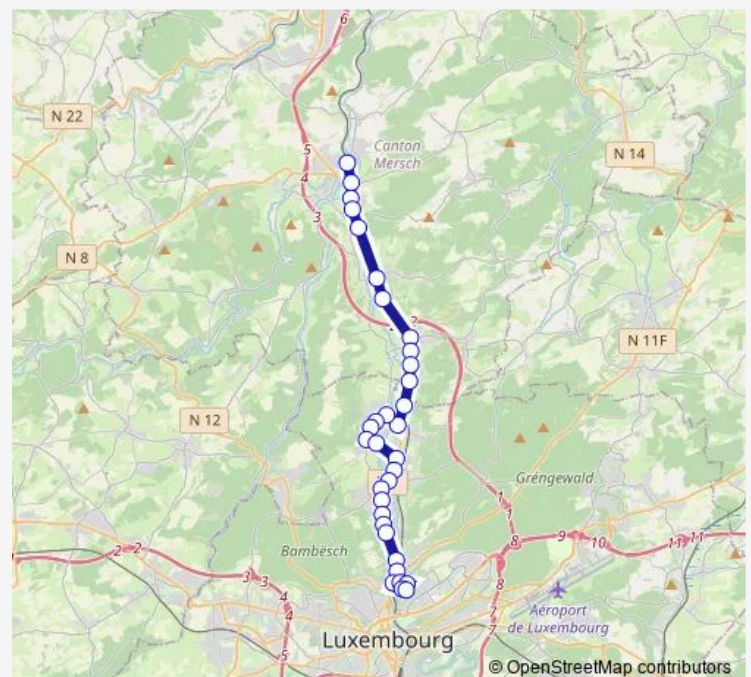 6
N 22
5
Canton
Mersch
4
N 14
3
N 8
2
N 11F
N 12
Gréngewald
1
1
8
9
10
11
11
2
2
Bambësch
3
3
8
4
4
Aéroport
de Luxembourg
7
7
Luxembourg
5
© OpenStreetMap contributors